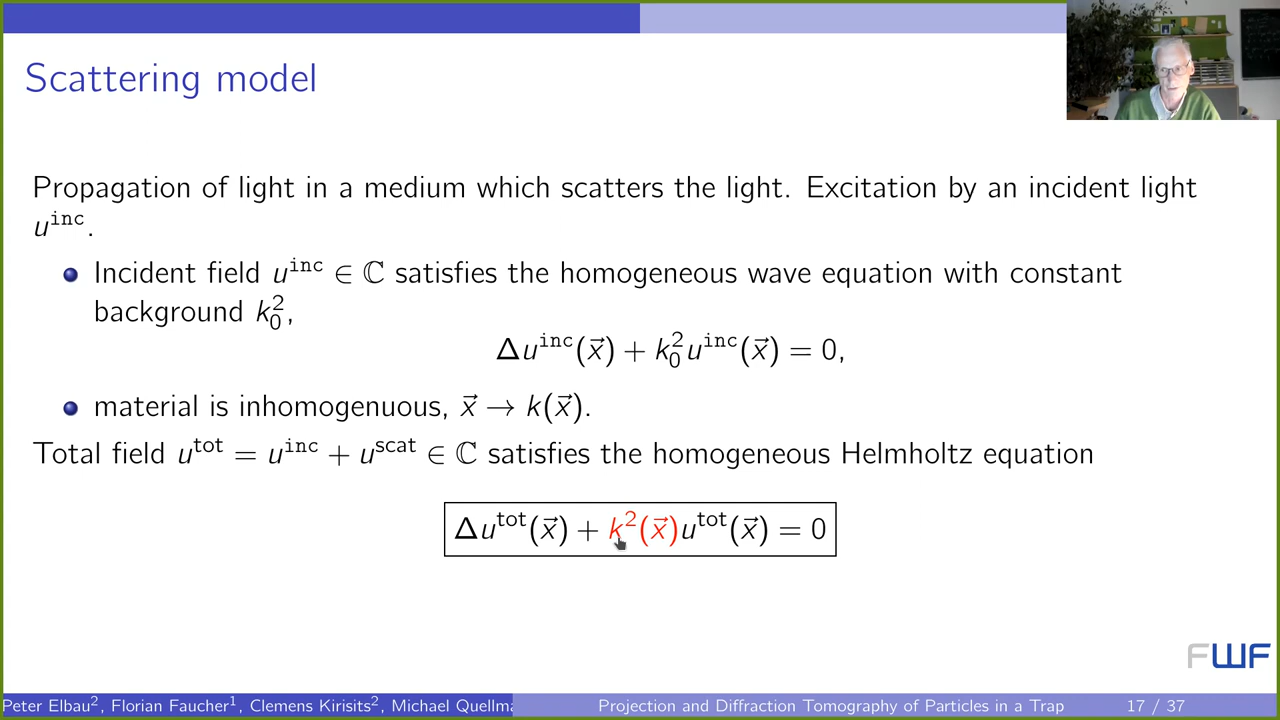 Scattering model
Propagation of light in a medium which scatters the light. Excitation by an incident light
u^inc.
Incident field u^inc ∈ ℂ satisfies the homogeneous wave equation with constant
background k₀²,
Δu^inc(x⃗) + k₀²u^inc(x⃗) = 0,
material is inhomogenuous, x⃗ → k(x⃗).
Total field u^tot = u^inc + u^scat ∈ ℂ satisfies the homogeneous Helmholtz equation
Δu^tot(x⃗) + k²(x⃗)u^tot(x⃗) = 0
FWF
Peter Elbau², Florian Faucher¹, Clemens Kirisits², Michael Quellm
Projection and Diffraction Tomography of Particles in a Trap
17 / 37